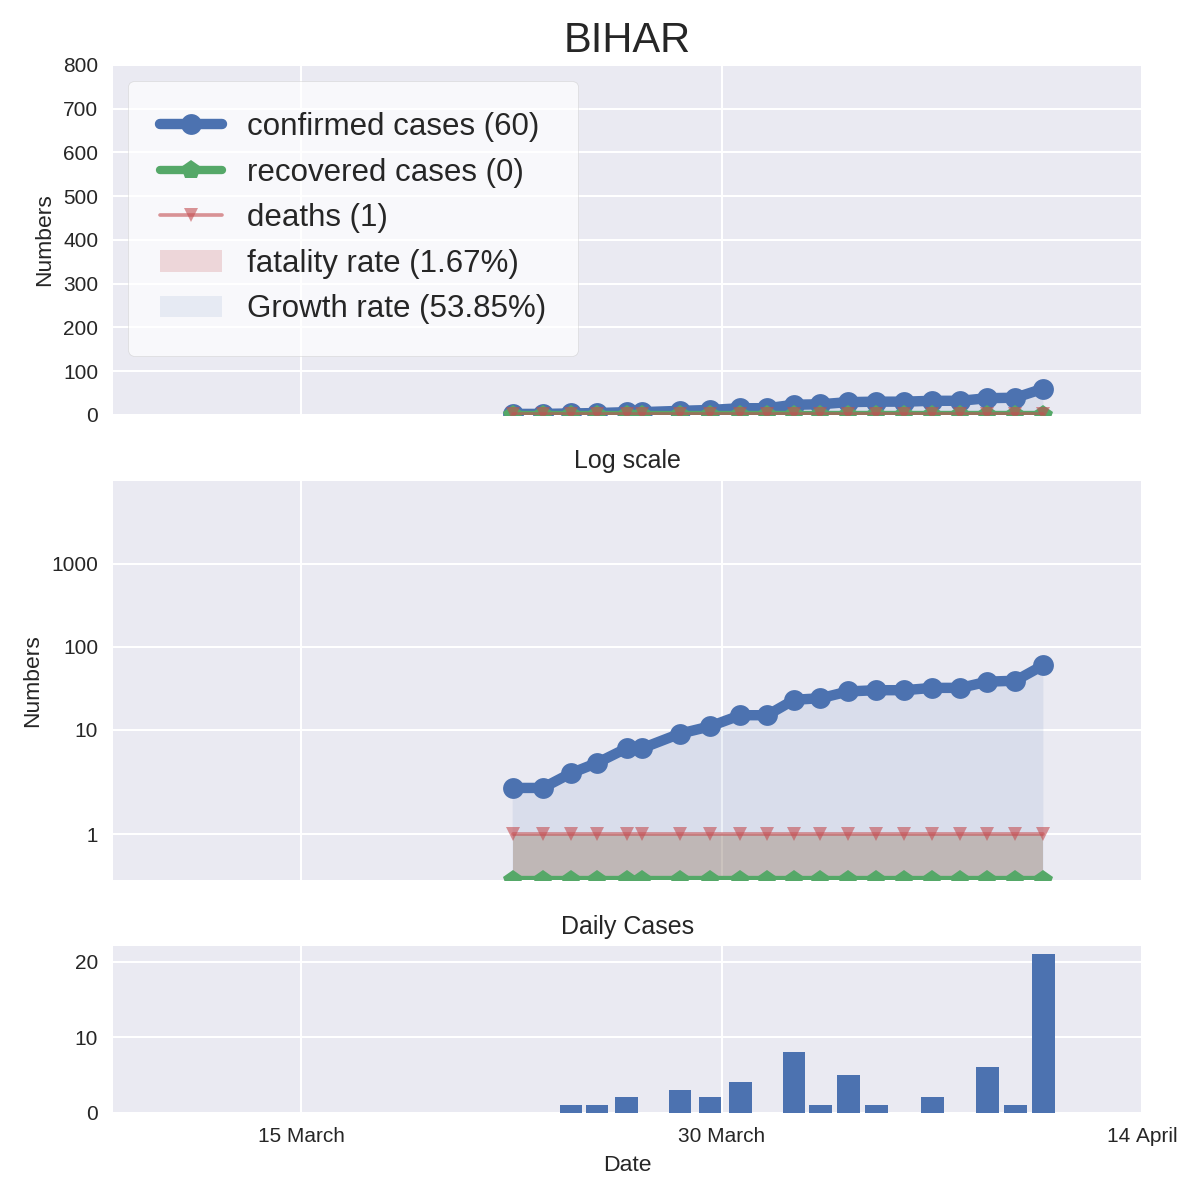 BIHAR
800
700
600
500
400
300
200
100
0
Numbers
confirmed cases (60)
recovered cases (0)
deaths (1)
fatality rate (1.67%)
Growth rate (53.85%)
Log scale
1000
100
10
1
Numbers
Daily Cases
20
10
0
15 March
30 March
14 April
Date